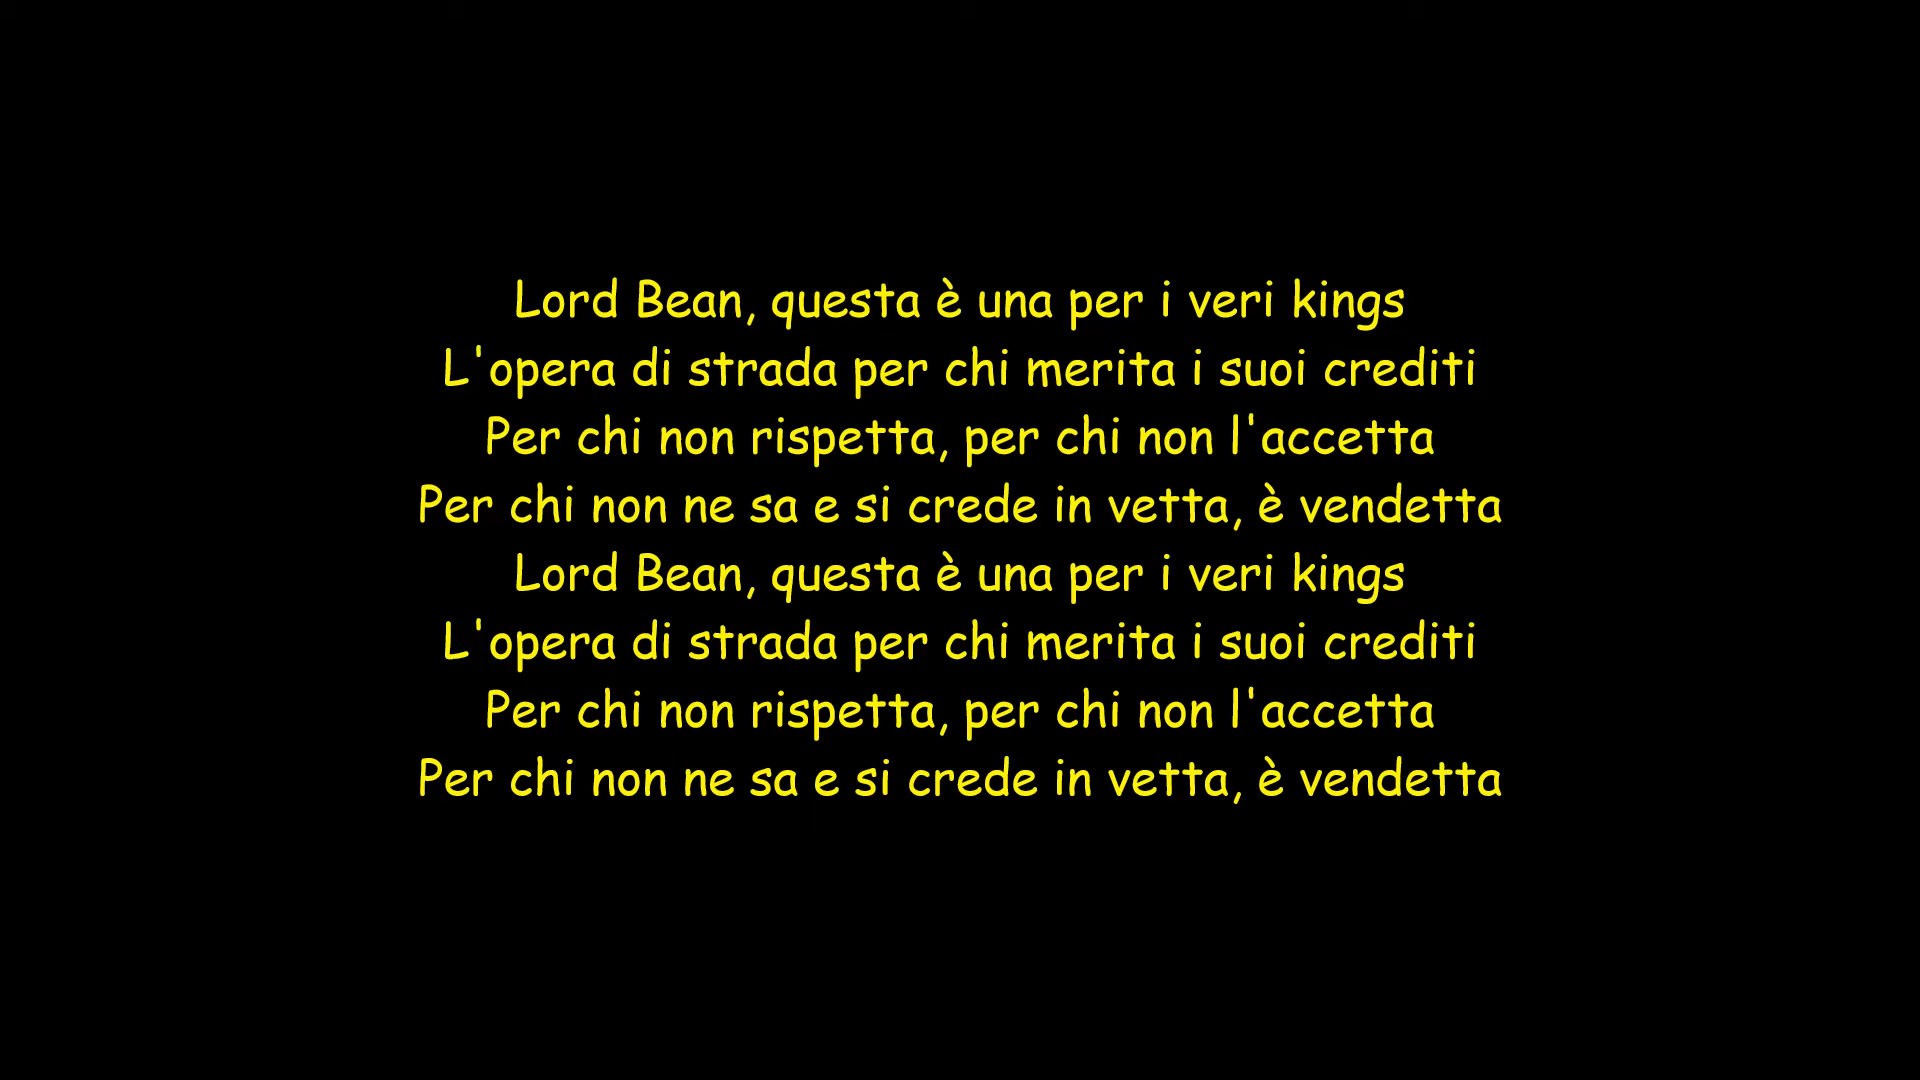 Lord Bean, questa è una per i veri kings
L'opera di strada per chi merita i suoi crediti
Per chi non rispetta, per chi non l'accetta
Per chi non ne sa e si crede in vetta, è vendetta
Lord Bean, questa è una per i veri kings
L'opera di strada per chi merita i suoi crediti
Per chi non rispetta, per chi non l'accetta
Per chi non ne sa e si crede in vetta, è vendetta